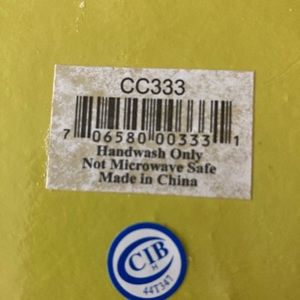 CC333
7 06580 00333 1
Handwash Only
Not Microwave Safe
Made in China
CIB
H
44T347